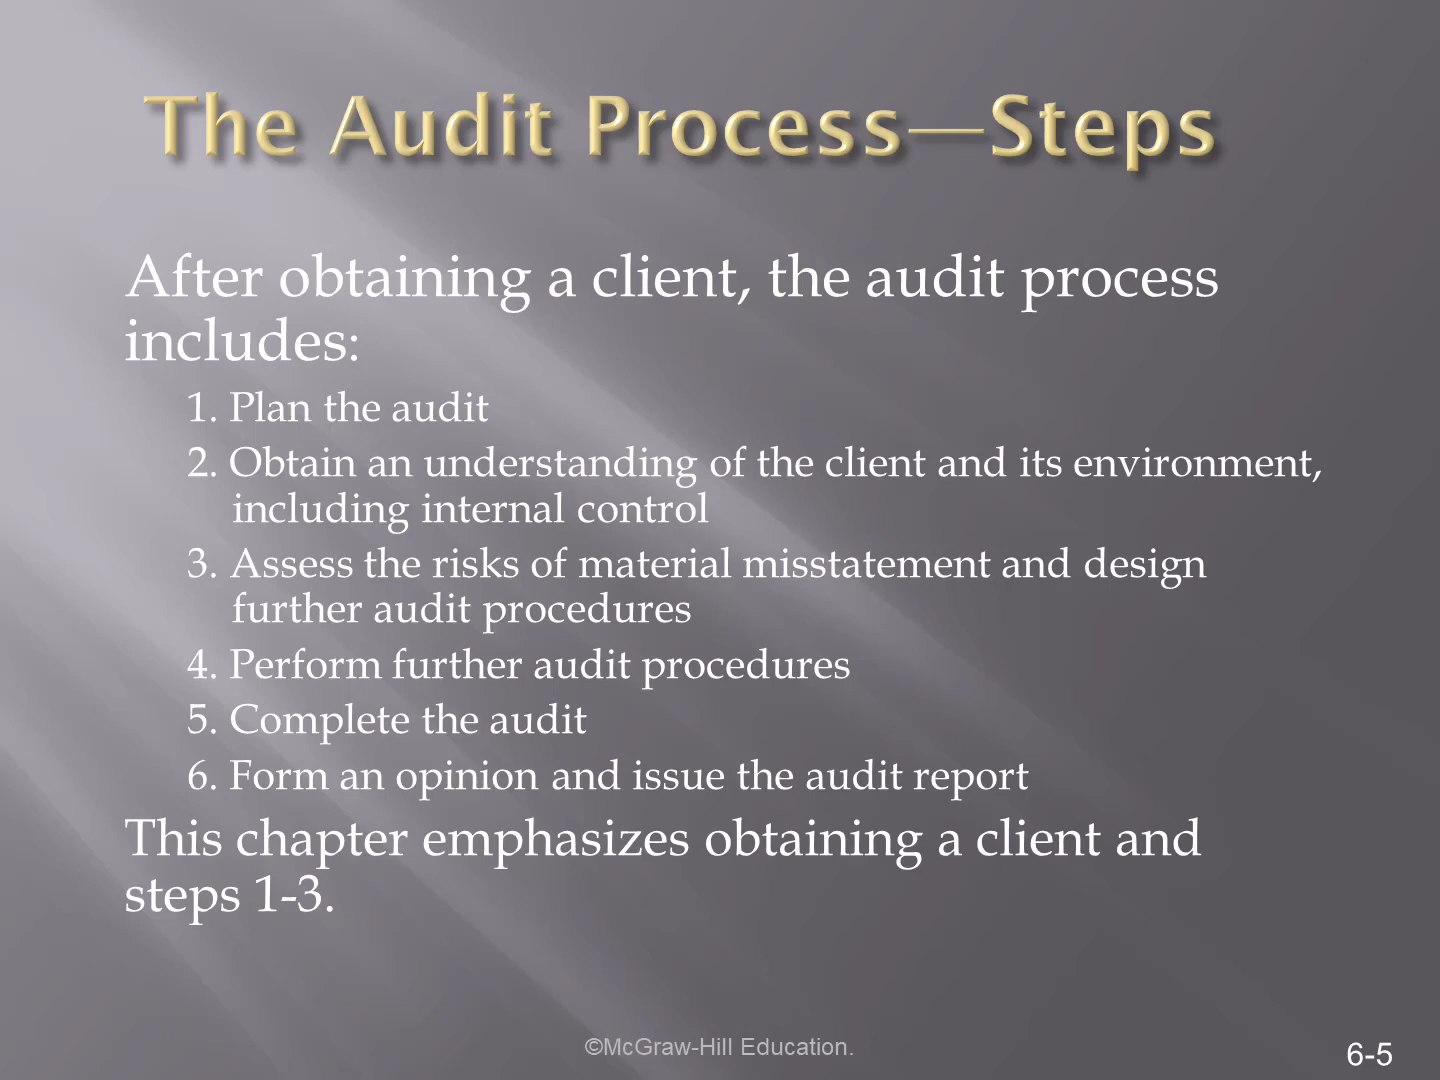 The Audit Process—Steps
After obtaining a client, the audit process
includes:
1. Plan the audit
2. Obtain an understanding of the client and its environment,
including internal control
3. Assess the risks of material misstatement and design
further audit procedures
4. Perform further audit procedures
5. Complete the audit
6. Form an opinion and issue the audit report
This chapter emphasizes obtaining a client and
steps 1-3.
©McGraw-Hill Education.
6-5